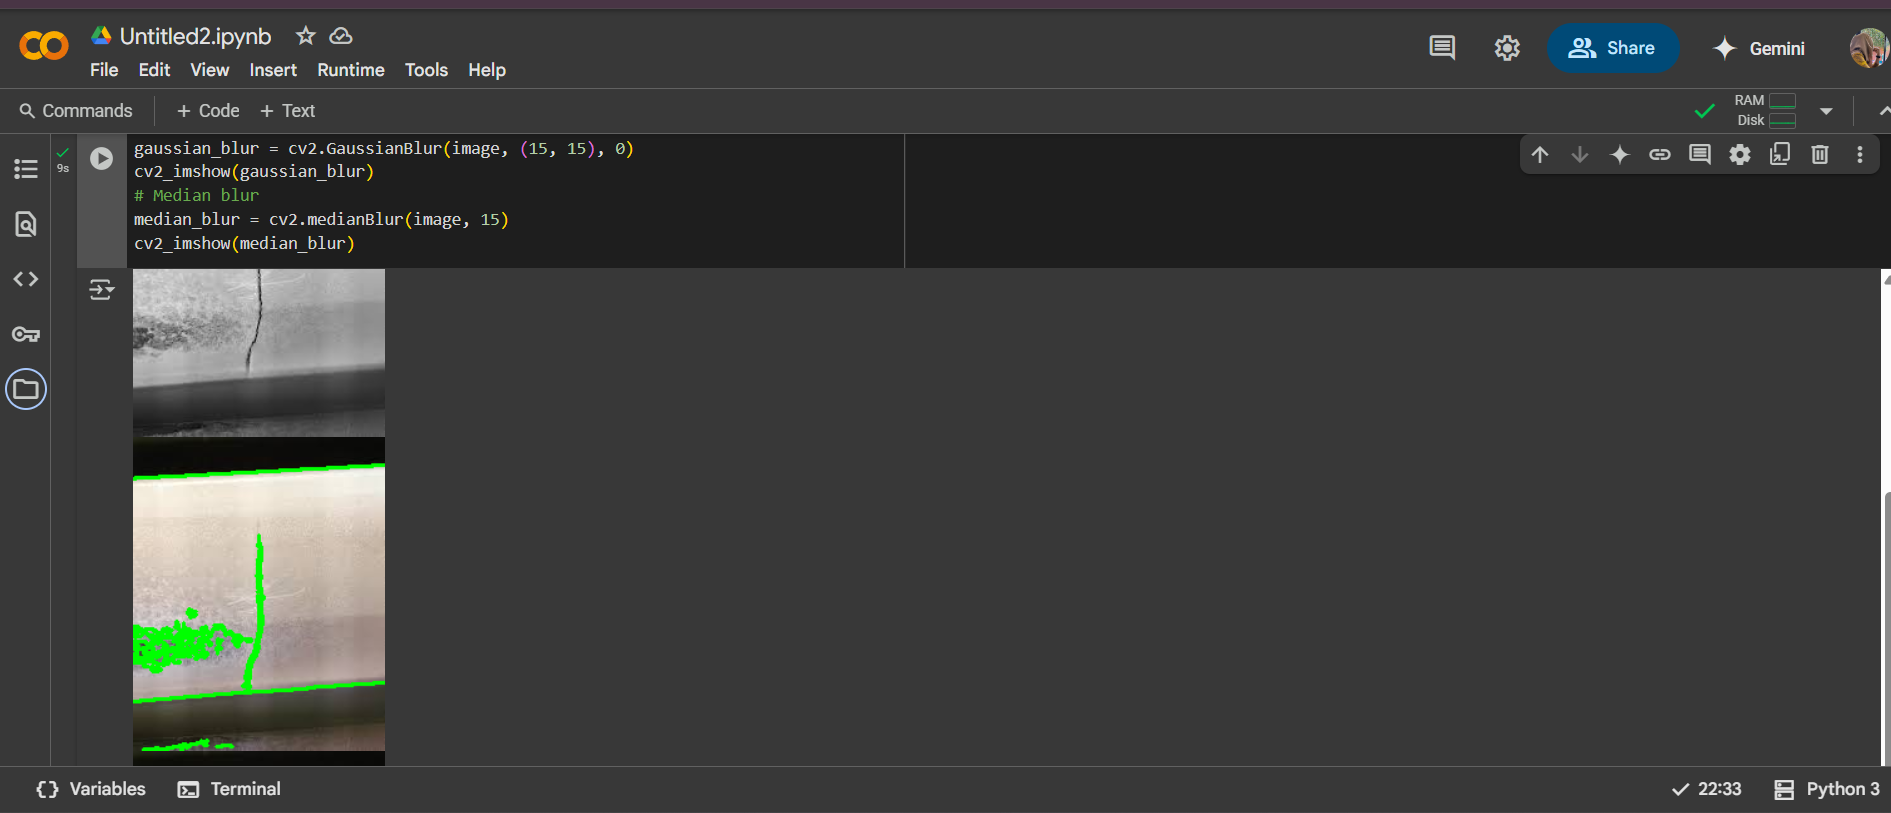 Untitled2.ipynb
File Edit View Insert Runtime Tools Help
Share
Gemini
Commands + Code + Text
RAM
Disk
9s
gaussian_blur = cv2.GaussianBlur(image, (15, 15), 0)
cv2_imshow(gaussian_blur)
# Median blur
median_blur = cv2.medianBlur(image, 15)
cv2_imshow(median_blur)
Variables Terminal
22:33 Python 3